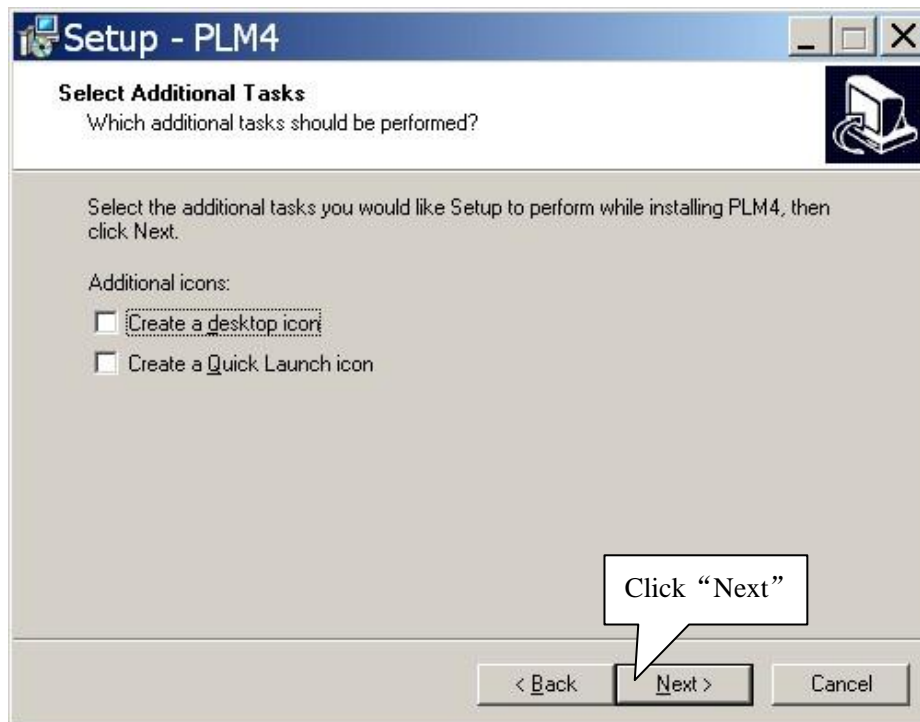 Setup - PLM4
Select Additional Tasks
Which additional tasks should be performed?
Select the additional tasks you would like Setup to perform while installing PLM4, then
click Next.
Additional icons:
Create a desktop icon
Create a Quick Launch icon
Click “Next”
< Back
Next >
Cancel